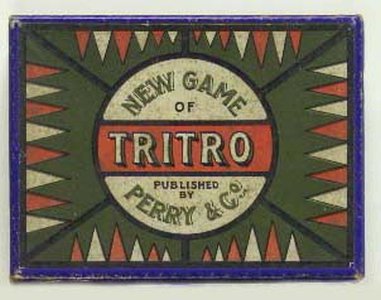 NEW GAME
OF
TRITRO
PUBLISHED
BY
PERRY & Co.